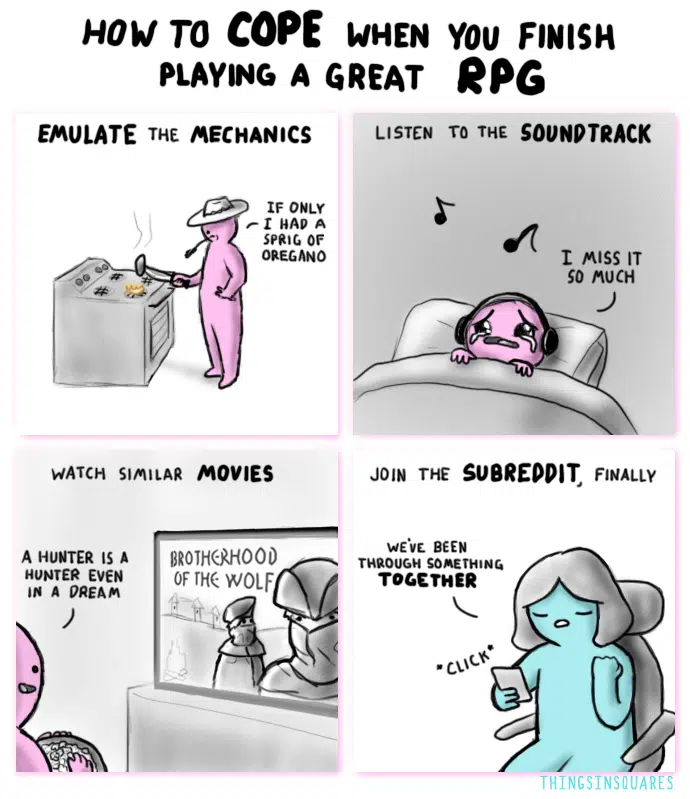 HOW TO COPE WHEN YOU FINISH
PLAYING A GREAT RPG
EMULATE THE MECHANICS
IF ONLY
I HAD A
SPRIG OF
OREGANO
LISTEN TO THE SOUNDTRACK
I MISS IT
SO MUCH
WATCH SIMILAR MOVIES
A HUNTER IS A
HUNTER EVEN
IN A DREAM
BROTHERHOOD
OF THE WOLF
JOIN THE SUBREDDIT, FINALLY
WE'VE BEEN
THROUGH SOMETHING
TOGETHER
*CLICK*
THINGSINSQUARES